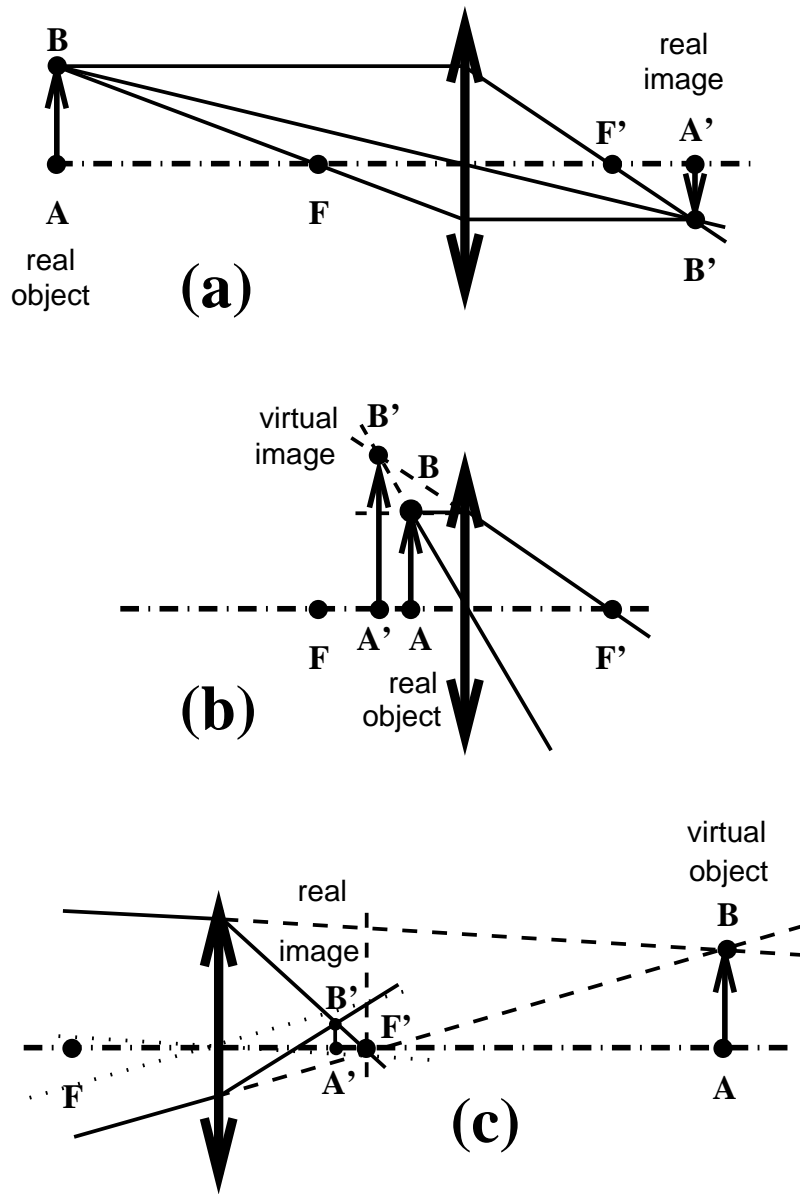 B
real
image
F’
A’
A
F
B’
real
object
(a)
virtual
image
B’
B
F
A’
A
F’
real
object
(b)
virtual
object
real
image
B
B’
F’
F
A’
A
(c)